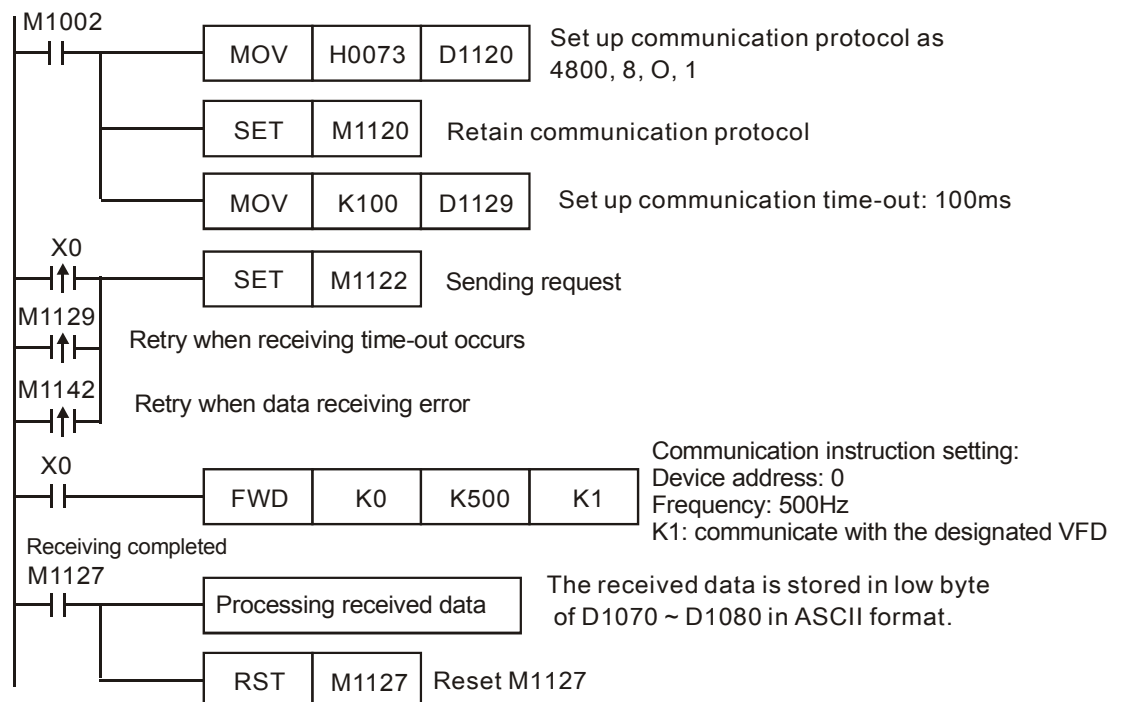 M1002
MOV H0073 D1120 Set up communication protocol as
4800, 8, O, 1
SET M1120 Retain communication protocol
MOV K100 D1129 Set up communication time-out: 100ms
X0
SET M1122 Sending request
M1129
Retry when receiving time-out occurs
M1142
Retry when data receiving error
X0
FWD K0 K500 K1
Communication instruction setting:
Device address: 0
Frequency: 500Hz
K1: communicate with the designated VFD
Receiving completed
M1127
Processing received data
The received data is stored in low byte
of D1070 ~ D1080 in ASCII format.
RST M1127 Reset M1127